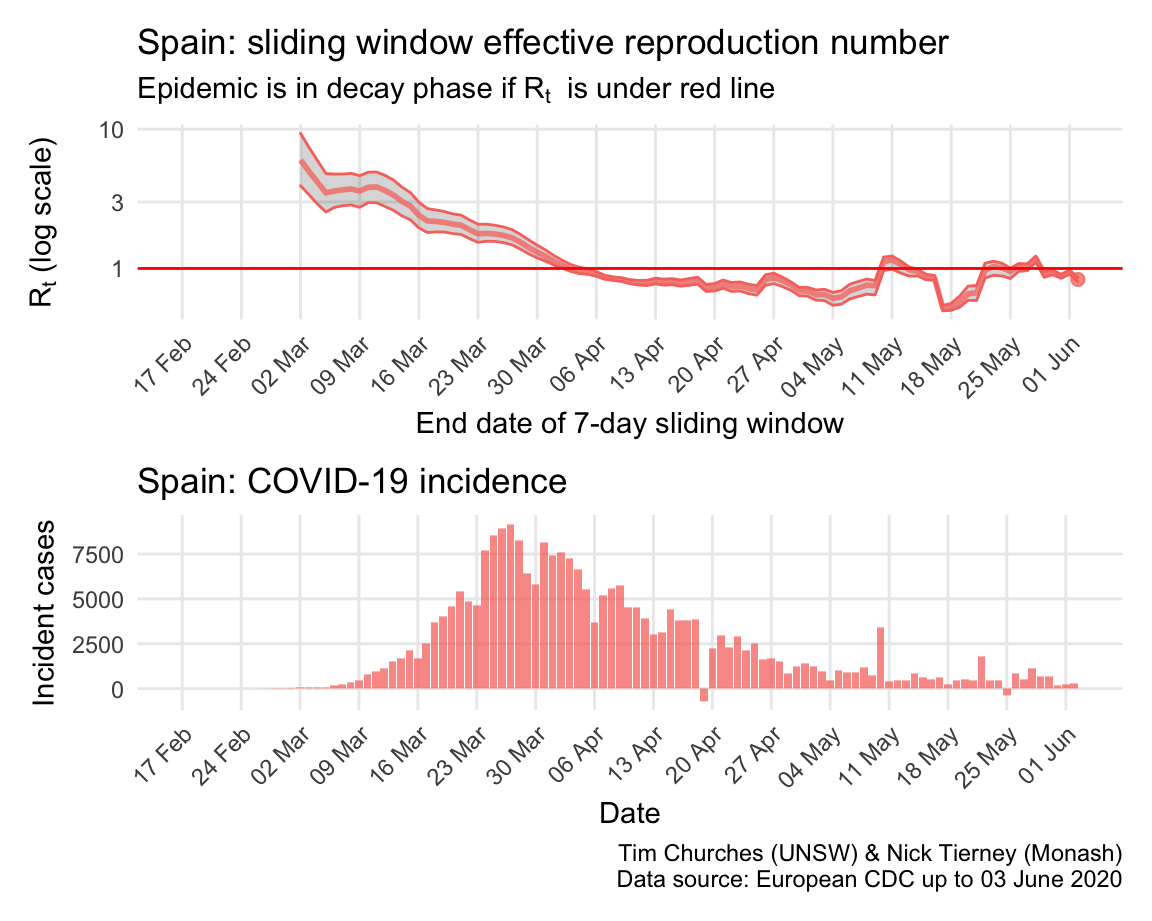 Spain: sliding window effective reproduction number
Epidemic is in decay phase if Rt is under red line
Rt (log scale)
10
3
1
17 Feb
24 Feb
02 Mar
09 Mar
16 Mar
23 Mar
30 Mar
06 Apr
13 Apr
20 Apr
27 Apr
04 May
11 May
18 May
25 May
01 Jun
End date of 7-day sliding window
Spain: COVID-19 incidence
Incident cases
7500
5000
2500
0
17 Feb
24 Feb
02 Mar
09 Mar
16 Mar
23 Mar
30 Mar
06 Apr
13 Apr
20 Apr
27 Apr
04 May
11 May
18 May
25 May
01 Jun
Date
Tim Churches (UNSW) & Nick Tierney (Monash)
Data source: European CDC up to 03 June 2020